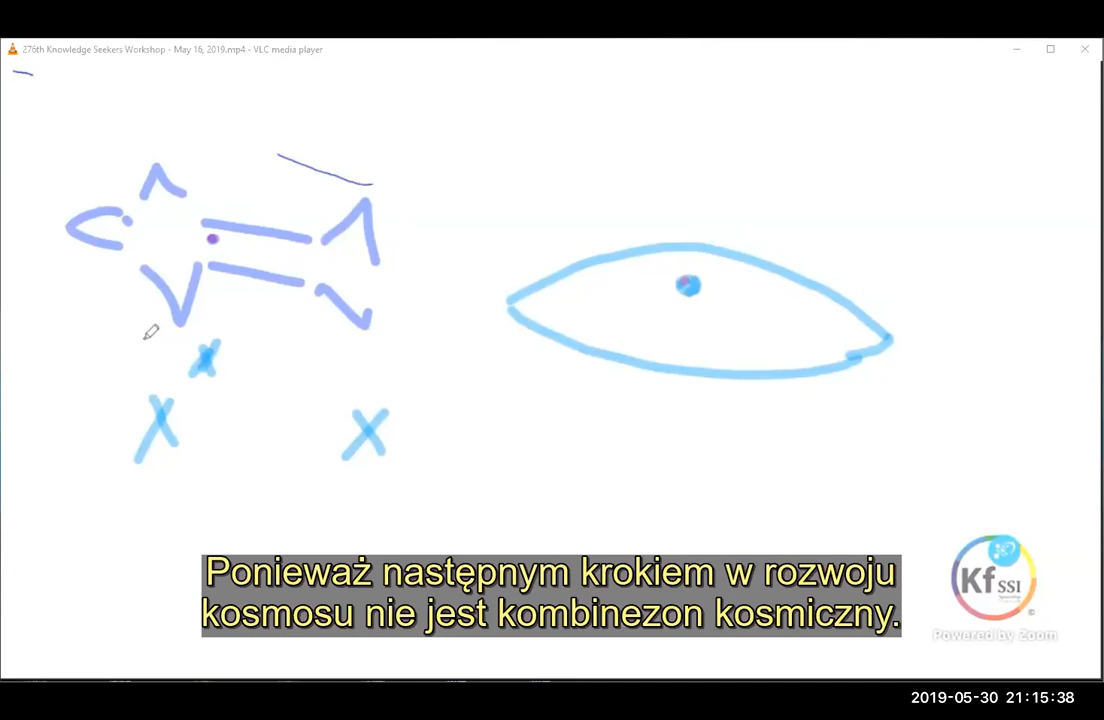 276th Knowledge Seekers Workshop - May 16, 2019.mp4 - VLC media player
X
X X
Ponieważ następnym krokiem w rozwoju
kosmosu nie jest kombinezon kosmiczny.
Kf SSI
Powered by Zoom
2019-05-30 21:15:38